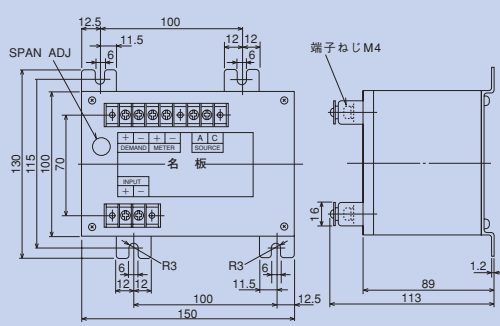 12.5 100
11.5
12 12
6 6
SPAN ADJ
端子ねじM4
+ − + − A C
DEMAND METER SOURCE
名 板
INPUT
+ −
130
115
100
70
16
R3 R3
6 6
12 12
11.5
100 12.5
150
1.2
89
113